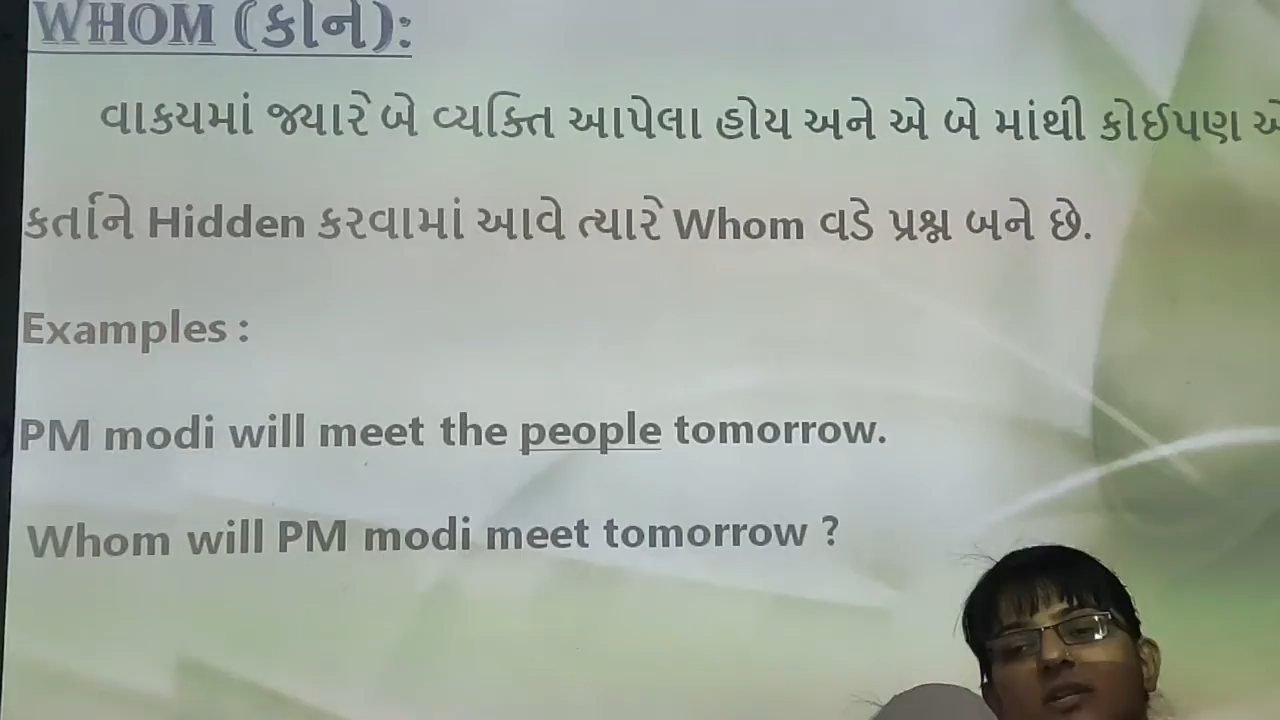 WHOM (કોને):
વાકયમાં જ્યારે બે વ્યક્તિ આપેલા હોય અને એ બે માંથી કોઈપણ
કર્તાને Hidden કરવામાં આવે ત્યારે Whom વડે પ્રશ્ન બને છે.
Examples :
PM modi will meet the people tomorrow.
Whom will PM modi meet tomorrow ?